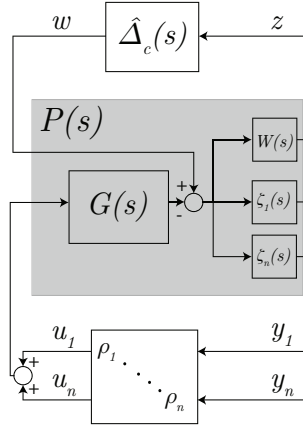 w
Δ̂_c(s)
z
P(s)
W(s)
+
G(s)
ζ_1(s)
-
ζ_n(s)
u_1
ρ_1
y_1
+
+
u_n
ρ_n
y_n